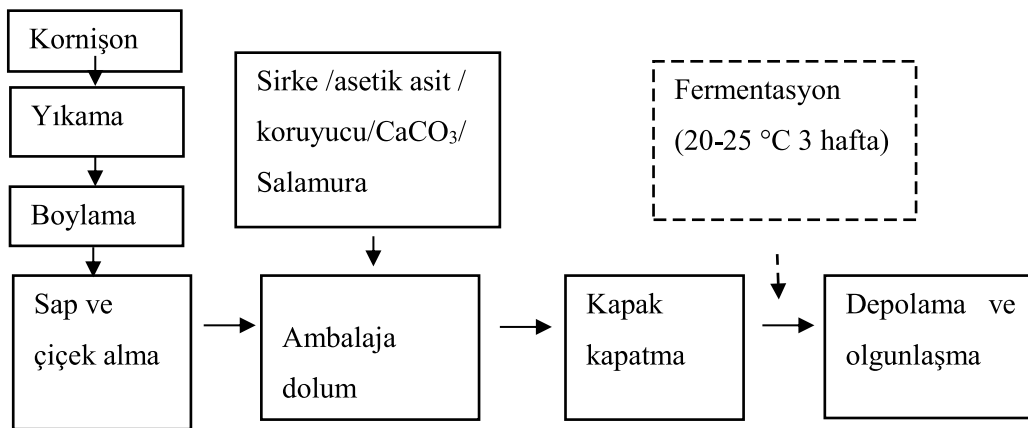 Kornişon
Yıkama
Boylama
Sap ve
çiçek alma
Sirke /asetik asit /
koruyucu/CaCO₃/
Salamura
Ambalaja
dolum
Kapak
kapatma
Fermentasyon
(20-25 °C 3 hafta)
Depolama ve
olgunlaşma